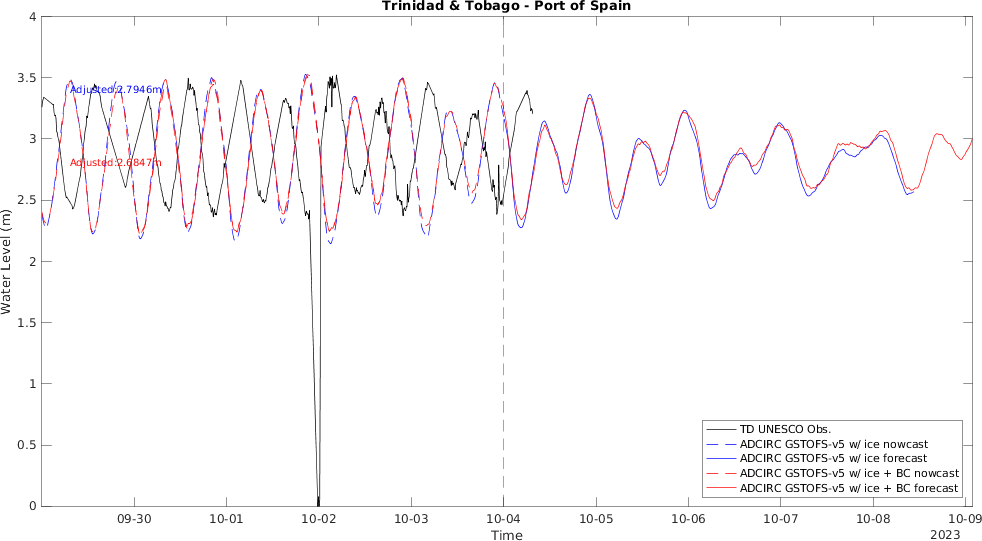 Trinidad & Tobago - Port of Spain
4
3.5
3
2.5
2
1.5
1
0.5
0
Water Level (m)
Adjusted:2.7946m
Adjusted:2.6847m
TD UNESCO Obs.
ADCIRC GSTOFS-v5 w/ ice nowcast
ADCIRC GSTOFS-v5 w/ ice forecast
ADCIRC GSTOFS-v5 w/ ice + BC nowcast
ADCIRC GSTOFS-v5 w/ ice + BC forecast
09-30 10-01 10-02 10-03 10-04 10-05 10-06 10-07 10-08 10-09
Time
2023